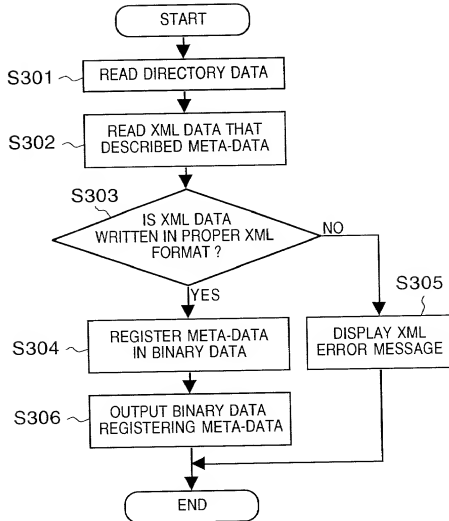 START
S301
READ DIRECTORY DATA
S302
READ XML DATA THAT
DESCRIBED META-DATA
S303
IS XML DATA
WRITTEN IN PROPER XML
FORMAT ?
NO
YES
S304
REGISTER META-DATA
IN BINARY DATA
S305
DISPLAY XML
ERROR MESSAGE
S306
OUTPUT BINARY DATA
REGISTERING META-DATA
END